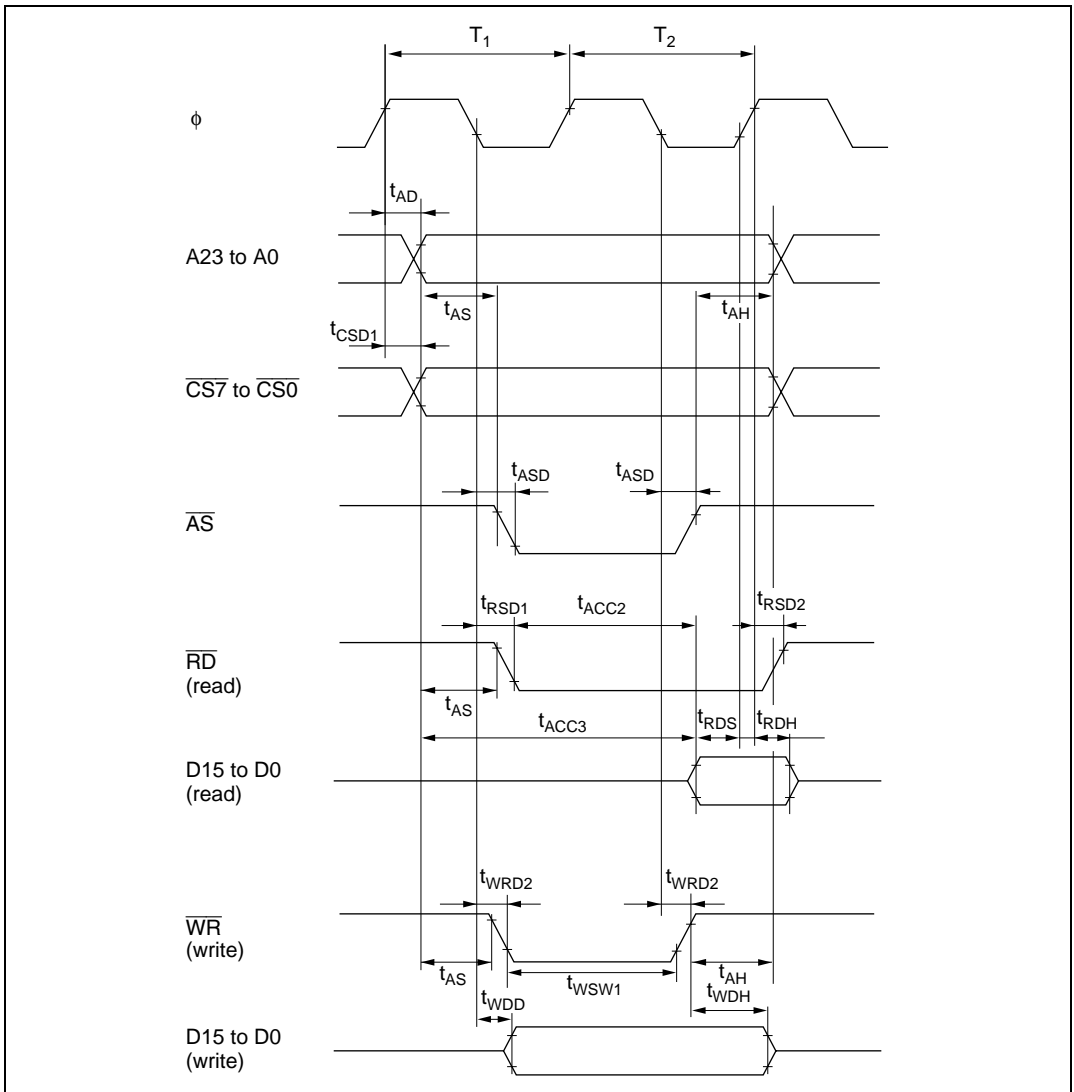 T1 T2
ϕ
tAD
A23 to A0
tAS tAH
tCSD1
CS7 to CS0
tASD tASD
AS
tRSD1 tACC2 tRSD2
RD
(read)
tAS
tACC3 tRDS tRDH
D15 to D0
(read)
tWRD2 tWRD2
WR
(write)
tAS tWSW1 tAH
tWDD tWDH
D15 to D0
(write)